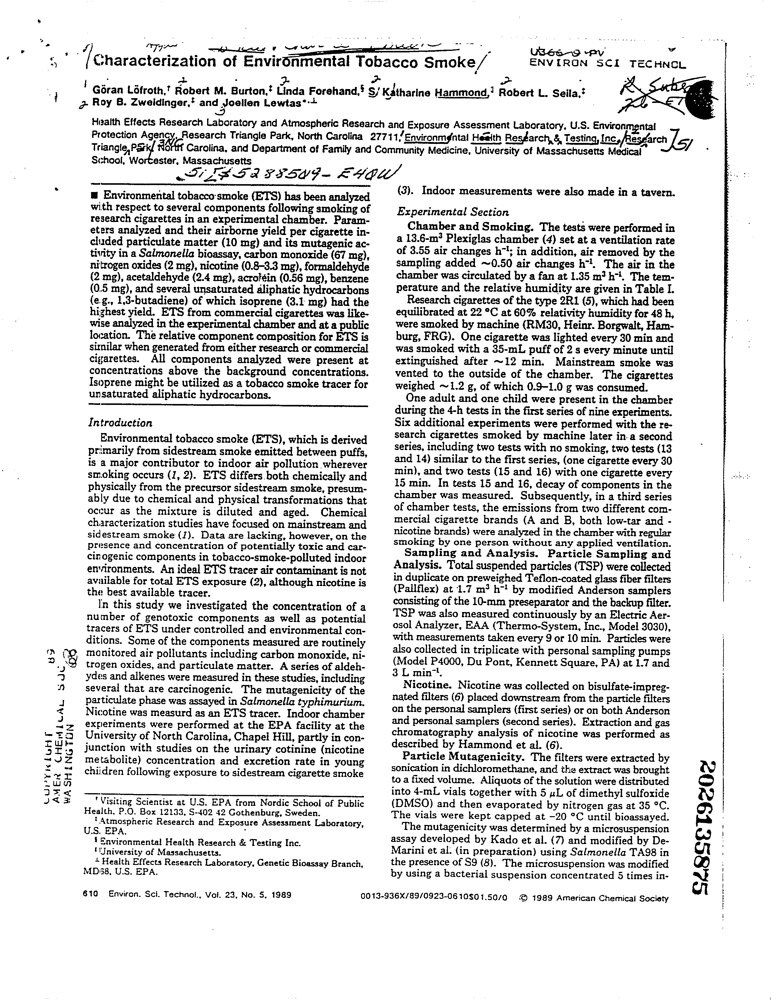 U366-9-PV
ENVIRON SCI TECHNOL
Characterization of Environmental Tobacco Smoke
Göran Löfroth,† Robert M. Burton,‡ Linda Forehand,§ S. Katharine Hammond,‖ Robert L. Seila,‡
Roy B. Zweidinger,‡ and Joellen Lewtas*,⊥
Health Effects Research Laboratory and Atmospheric Research and Exposure Assessment Laboratory, U.S. Environmental
Protection Agency, Research Triangle Park, North Carolina 27711, Environmental Health Research & Testing, Inc., Research
Triangle Park, North Carolina, and Department of Family and Community Medicine, University of Massachusetts Medical
School, Worcester, Massachusetts
■ Environmental tobacco smoke (ETS) has been analyzed
with respect to several components following smoking of
research cigarettes in an experimental chamber. Param-
eters analyzed and their airborne yield per cigarette in-
cluded particulate matter (10 mg) and its mutagenic ac-
tivity in a Salmonella bioassay, carbon monoxide (67 mg),
nitrogen oxides (2 mg), nicotine (0.8–3.3 mg), formaldehyde
(2 mg), acetaldehyde (2.4 mg), acrolein (0.56 mg), benzene
(0.5 mg), and several unsaturated aliphatic hydrocarbons
(e.g., 1,3-butadiene) of which isoprene (3.1 mg) had the
highest yield. ETS from commercial cigarettes was like-
wise analyzed in the experimental chamber and at a public
location. The relative component composition for ETS is
similar when generated from either research or commercial
cigarettes. All components analyzed were present at
concentrations above the background concentrations.
Isoprene might be utilized as a tobacco smoke tracer for
unsaturated aliphatic hydrocarbons.
Introduction
Environmental tobacco smoke (ETS), which is derived
primarily from sidestream smoke emitted between puffs,
is a major contributor to indoor air pollution wherever
smoking occurs (1, 2). ETS differs both chemically and
physically from the precursor sidestream smoke, presum-
ably due to chemical and physical transformations that
occur as the mixture is diluted and aged. Chemical
characterization studies have focused on mainstream and
sidestream smoke (1). Data are lacking, however, on the
presence and concentration of potentially toxic and car-
cinogenic components in tobacco-smoke-polluted indoor
environments. An ideal ETS tracer air contaminant is not
available for total ETS exposure (2), although nicotine is
the best available tracer.
In this study we investigated the concentration of a
number of genotoxic components as well as potential
tracers of ETS under controlled and environmental con-
ditions. Some of the components measured are routinely
monitored air pollutants including carbon monoxide, ni-
trogen oxides, and particulate matter. A series of aldeh-
ydes and alkenes were measured in these studies, including
several that are carcinogenic. The mutagenicity of the
particulate phase was assayed in Salmonella typhimurium.
Nicotine was measurd as an ETS tracer. Indoor chamber
experiments were performed at the EPA facility at the
University of North Carolina, Chapel Hill, partly in con-
junction with studies on the urinary cotinine (nicotine
metabolite) concentration and excretion rate in young
children following exposure to sidestream cigarette smoke
† Visiting Scientist at U.S. EPA from Nordic School of Public
Health, P.O. Box 12133, S-402 42 Gothenburg, Sweden.
‡ Atmospheric Research and Exposure Assessment Laboratory,
U.S. EPA.
§ Environmental Health Research & Testing Inc.
‖ University of Massachusetts.
⊥ Health Effects Research Laboratory, Genetic Bioassay Branch,
MD-68, U.S. EPA.
(3). Indoor measurements were also made in a tavern.
Experimental Section
Chamber and Smoking. The tests were performed in
a 13.6-m³ Plexiglas chamber (4) set at a ventilation rate
of 3.55 air changes h⁻¹; in addition, air removed by the
sampling added ~0.50 air changes h⁻¹. The air in the
chamber was circulated by a fan at 1.35 m³ h⁻¹. The tem-
perature and the relative humidity are given in Table I.
Research cigarettes of the type 2R1 (5), which had been
equilibrated at 22 °C at 60% relativity humidity for 48 h,
were smoked by machine (RM30, Heinr. Borgwalt, Ham-
burg, FRG). One cigarette was lighted every 30 min and
was smoked with a 35-mL puff of 2 s every minute until
extinguished after ~12 min. Mainstream smoke was
vented to the outside of the chamber. The cigarettes
weighed ~1.2 g, of which 0.9–1.0 g was consumed.
One adult and one child were present in the chamber
during the 4-h tests in the first series of nine experiments.
Six additional experiments were performed with the re-
search cigarettes smoked by machine later in a second
series, including two tests with no smoking, two tests (13
and 14) similar to the first series, (one cigarette every 30
min), and two tests (15 and 16) with one cigarette every
15 min. In tests 15 and 16, decay of components in the
chamber was measured. Subsequently, in a third series
of chamber tests, the emissions from two different com-
mercial cigarette brands (A and B, both low-tar and -
nicotine brands) were analyzed in the chamber with regular
smoking by one person without any applied ventilation.
Sampling and Analysis. Particle Sampling and
Analysis. Total suspended particles (TSP) were collected
in duplicate on preweighed Teflon-coated glass fiber filters
(Pallflex) at 1.7 m³ h⁻¹ by modified Anderson samplers
consisting of the 10-mm preseparator and the backup filter.
TSP was also measured continuously by an Electric Aer-
osol Analyzer, EAA (Thermo-System, Inc., Model 3030),
with measurements taken every 9 or 10 min. Particles were
also collected in triplicate with personal sampling pumps
(Model P4000, Du Pont, Kennett Square, PA) at 1.7 and
3 L min⁻¹.
Nicotine. Nicotine was collected on bisulfate-impreg-
nated filters (6) placed downstream from the particle filters
on the personal samplers (first series) or on both Anderson
and personal samplers (second series). Extraction and gas
chromatography analysis of nicotine was performed as
described by Hammond et al. (6).
Particle Mutagenicity. The filters were extracted by
sonication in dichloromethane, and the extract was brought
to a fixed volume. Aliquots of the solution were distributed
into 4-mL vials together with 5 μL of dimethyl sulfoxide
(DMSO) and then evaporated by nitrogen gas at 35 °C.
The vials were kept capped at −20 °C until bioassayed.
The mutagenicity was determined by a microsuspension
assay developed by Kado et al. (7) and modified by De-
Marini et al. (in preparation) using Salmonella TA98 in
the presence of S9 (8). The microsuspension was modified
by using a bacterial suspension concentrated 5 times in-
2026135875
610 Environ. Sci. Technol., Vol. 23, No. 5, 1989
0013-936X/89/0923-0610$01.50/0 © 1989 American Chemical Society